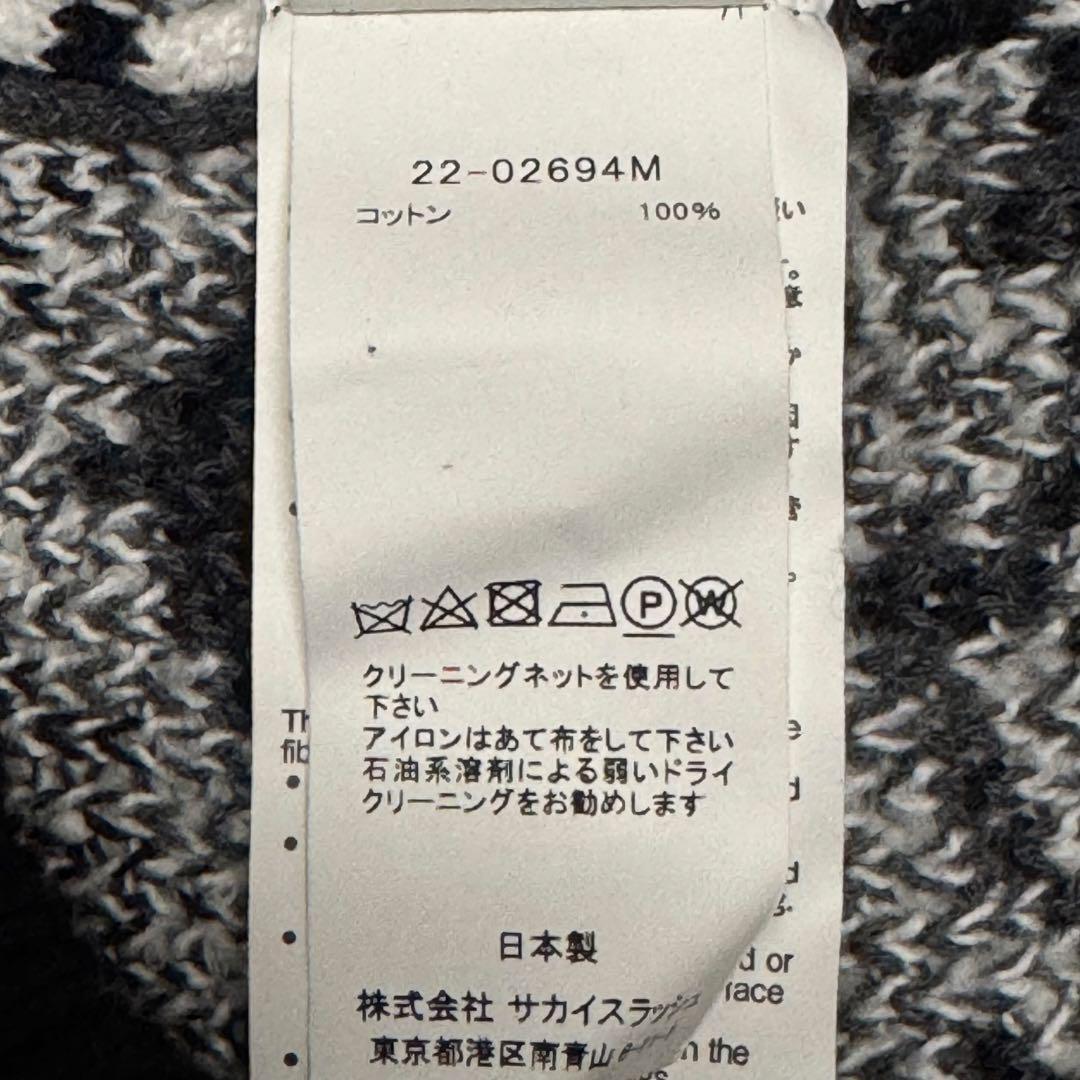 22-02694M
コットン 100%
P W
クリーニングネットを使用して
下さい
アイロンはあて布をして下さい
石油系溶剤による弱いドライ
クリーニングをお勧めします
日本製
株式会社 サカイスラッシュ
東京都港区南青山
or
the